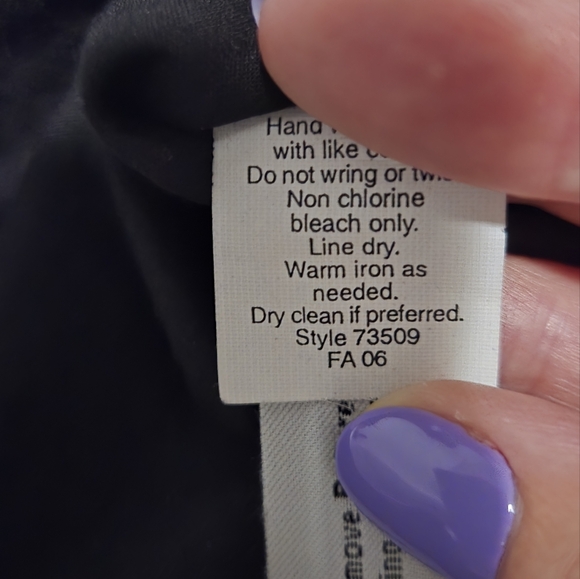 Hand
with like
Do not wring or
Non chlorine
bleach only.
Line dry.
Warm iron as
needed.
Dry clean if preferred.
Style 73509
FA 06